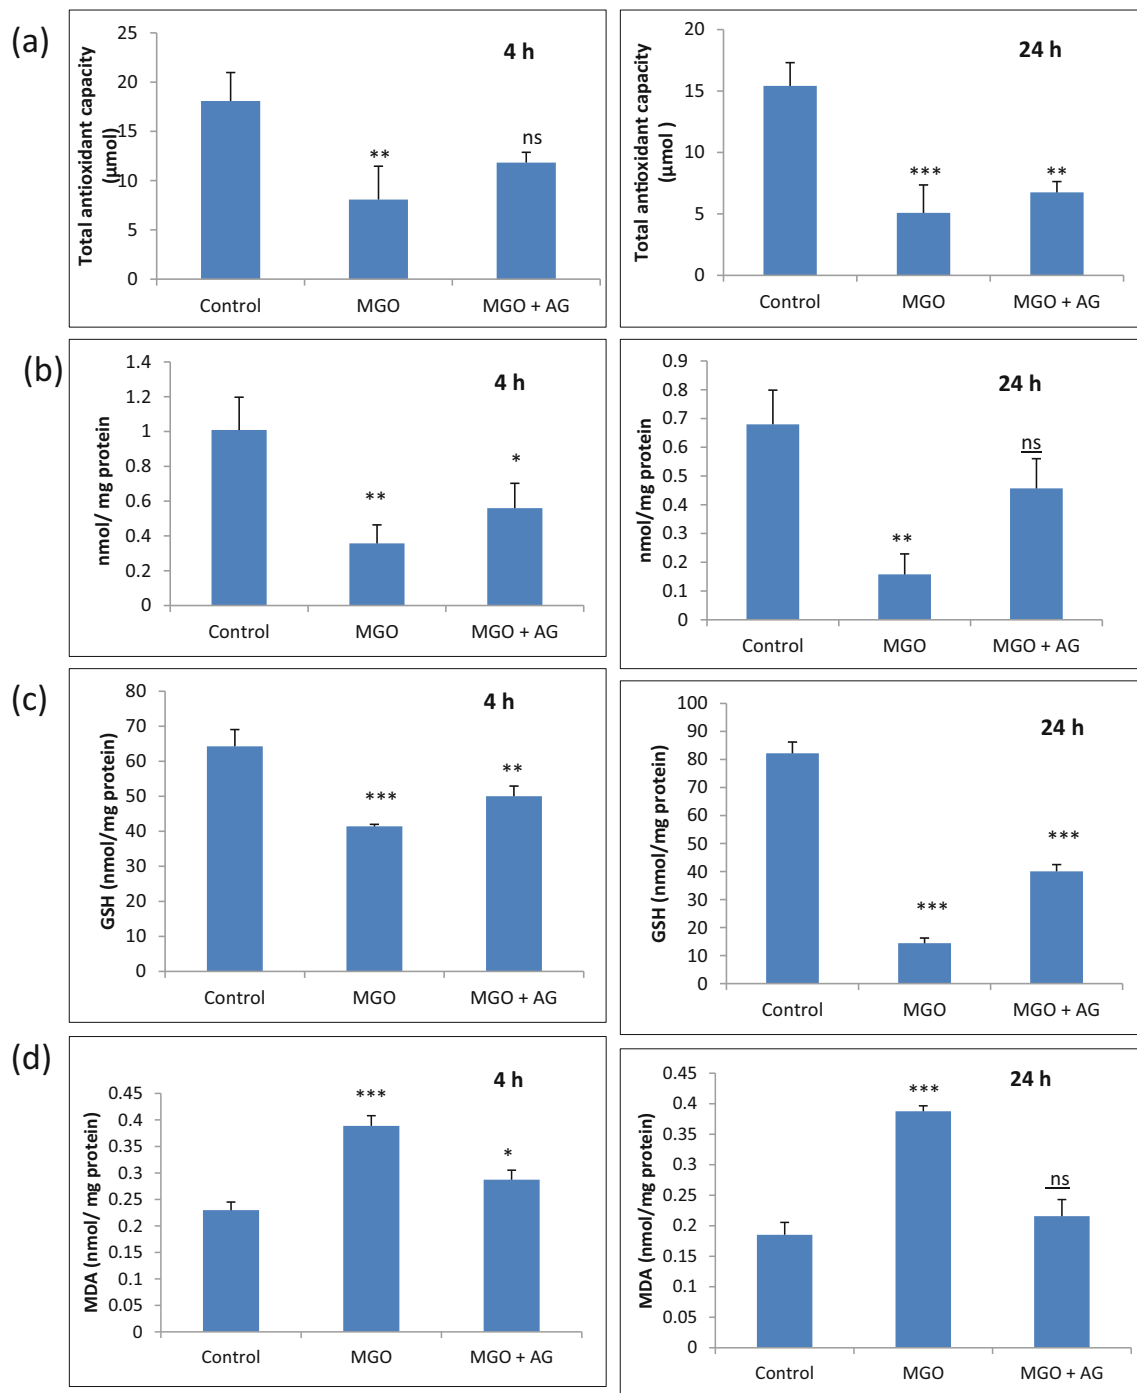 (a)
4 h
Total antioxidant capacity
(µmol)
25
20
15
10
5
0
**
ns
Control MGO MGO + AG
24 h
Total antioxidant capacity
(µmol )
20
15
10
5
0
***
**
Control MGO MGO + AG
(b)
4 h
nmol/ mg protein
1.4
1.2
1
0.8
0.6
0.4
0.2
0
**
*
Control MGO MGO + AG
24 h
nmol/mg protein
0.9
0.8
0.7
0.6
0.5
0.4
0.3
0.2
0.1
0
**
ns
Control MGO MGO + AG
(c)
4 h
GSH (nmol/mg protein)
80
70
60
50
40
30
20
10
0
***
**
Control MGO MGO + AG
24 h
GSH (nmol/mg protein)
100
90
80
70
60
50
40
30
20
10
0
***
***
Control MGO MGO + AG
(d)
4 h
MDA (nmol/ mg protein)
0.45
0.4
0.35
0.3
0.25
0.2
0.15
0.1
0.05
0
***
*
Control MGO MGO + AG
24 h
MDA (nmol/mg protein)
0.45
0.4
0.35
0.3
0.25
0.2
0.15
0.1
0.05
0
***
ns
Control MGO MGO + AG